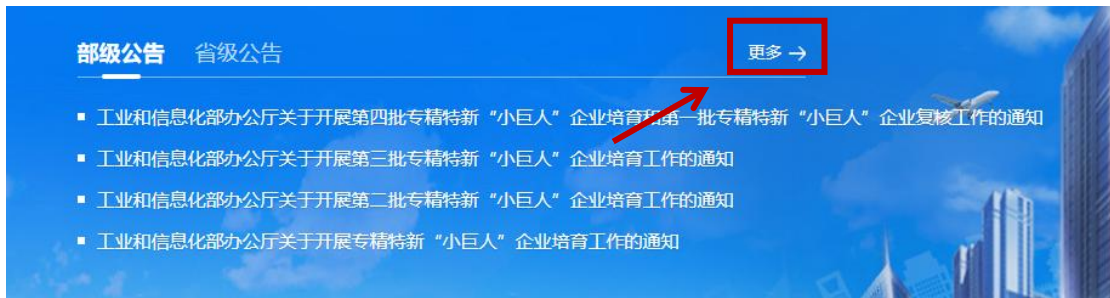 部级公告 省级公告 更多 →
工业和信息化部办公厅关于开展第四批专精特新“小巨人”企业培育和第一批专精特新“小巨人”企业复核工作的通知
工业和信息化部办公厅关于开展第三批专精特新“小巨人”企业培育工作的通知
工业和信息化部办公厅关于开展第二批专精特新“小巨人”企业培育工作的通知
工业和信息化部办公厅关于开展专精特新“小巨人”企业培育工作的通知